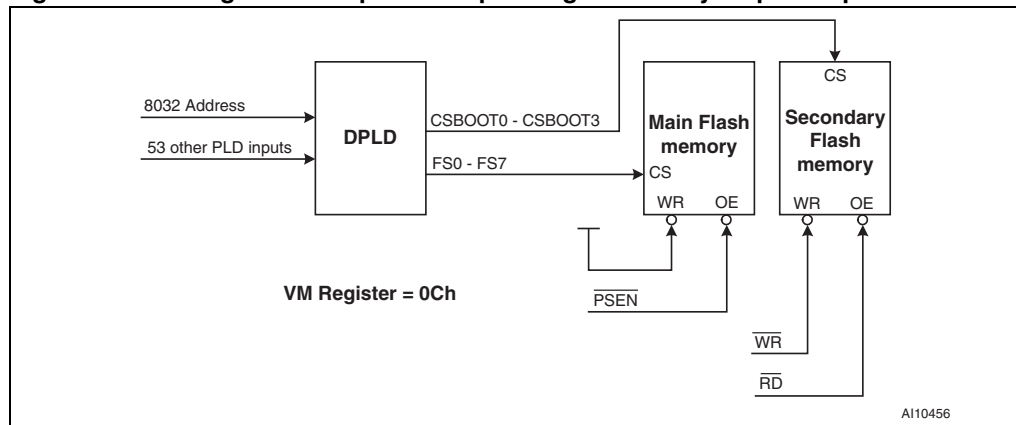 CS
8032 Address
53 other PLD inputs
DPLD
CSBOOT0 - CSBOOT3
FS0 - FS7
Main Flash
memory
CS
WR OE
Secondary
Flash
memory
WR OE
VM Register = 0Ch
PSEN
WR
RD
AI10456